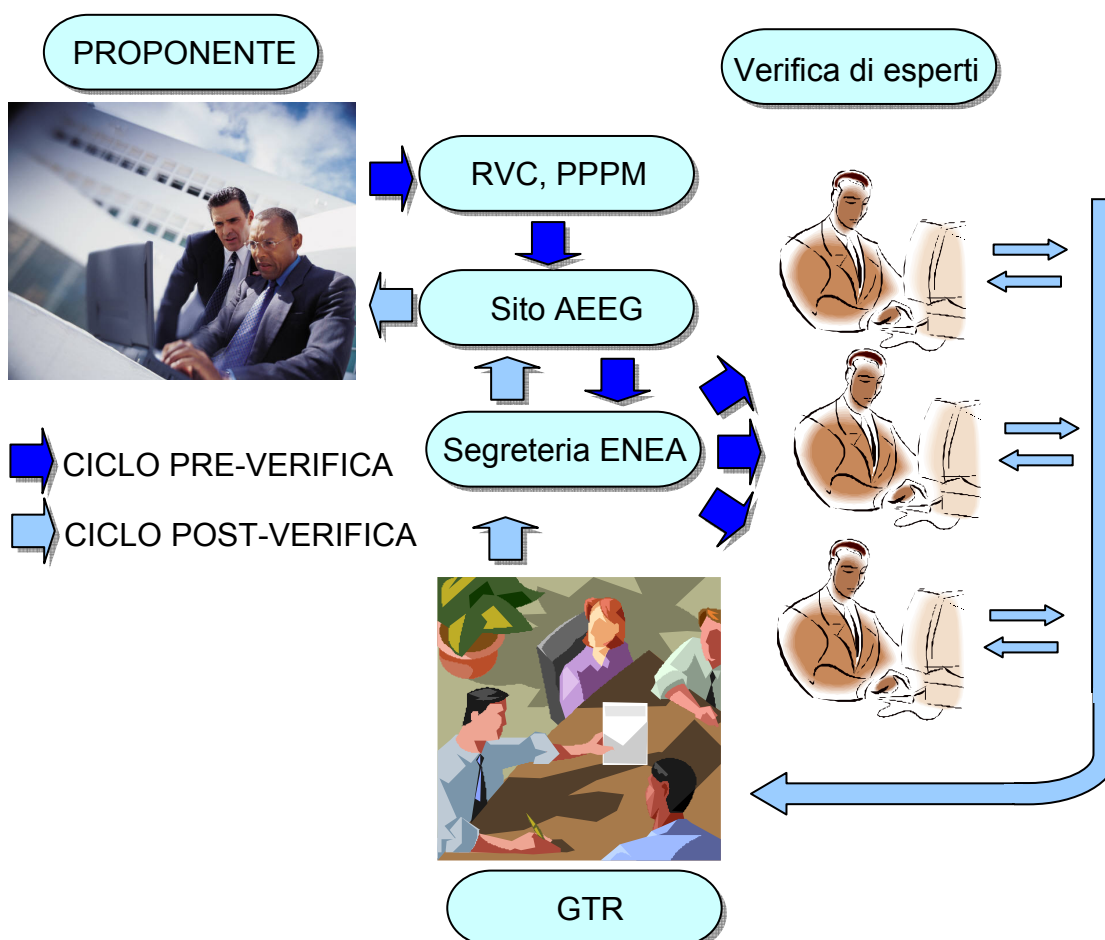 PROPONENTE
Verifica di esperti
RVC, PPPM
Sito AEEG
Segreteria ENEA
CICLO PRE-VERIFICA
CICLO POST-VERIFICA
GTR